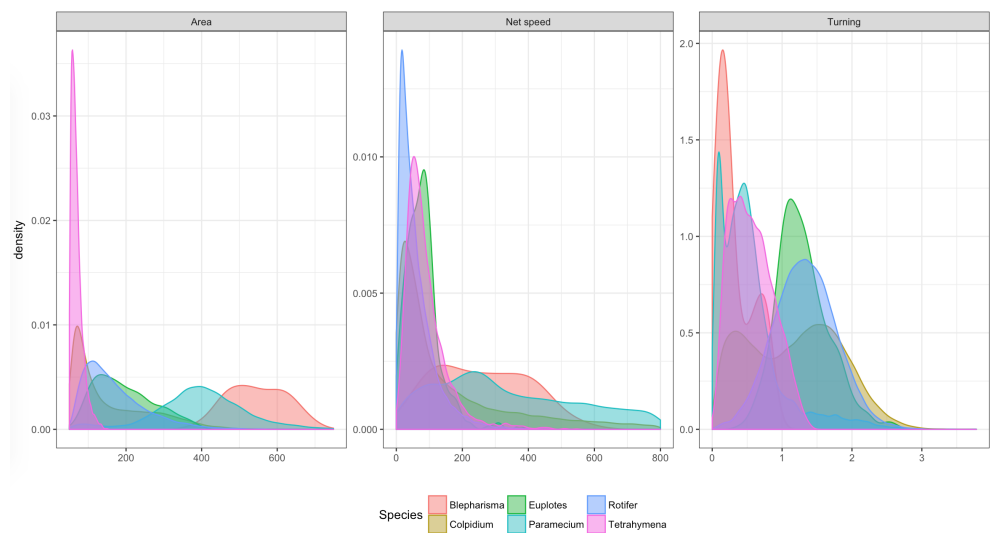 Area Net speed Turning
density
0.03
0.02
0.01
0.00
200 400 600
0.010
0.005
0.000
0 200 400 600 800
2.0
1.5
1.0
0.5
0.0
0 1 2 3
Species Blepharisma Euplotes Rotifer
Colpidium Paramecium Tetrahymena